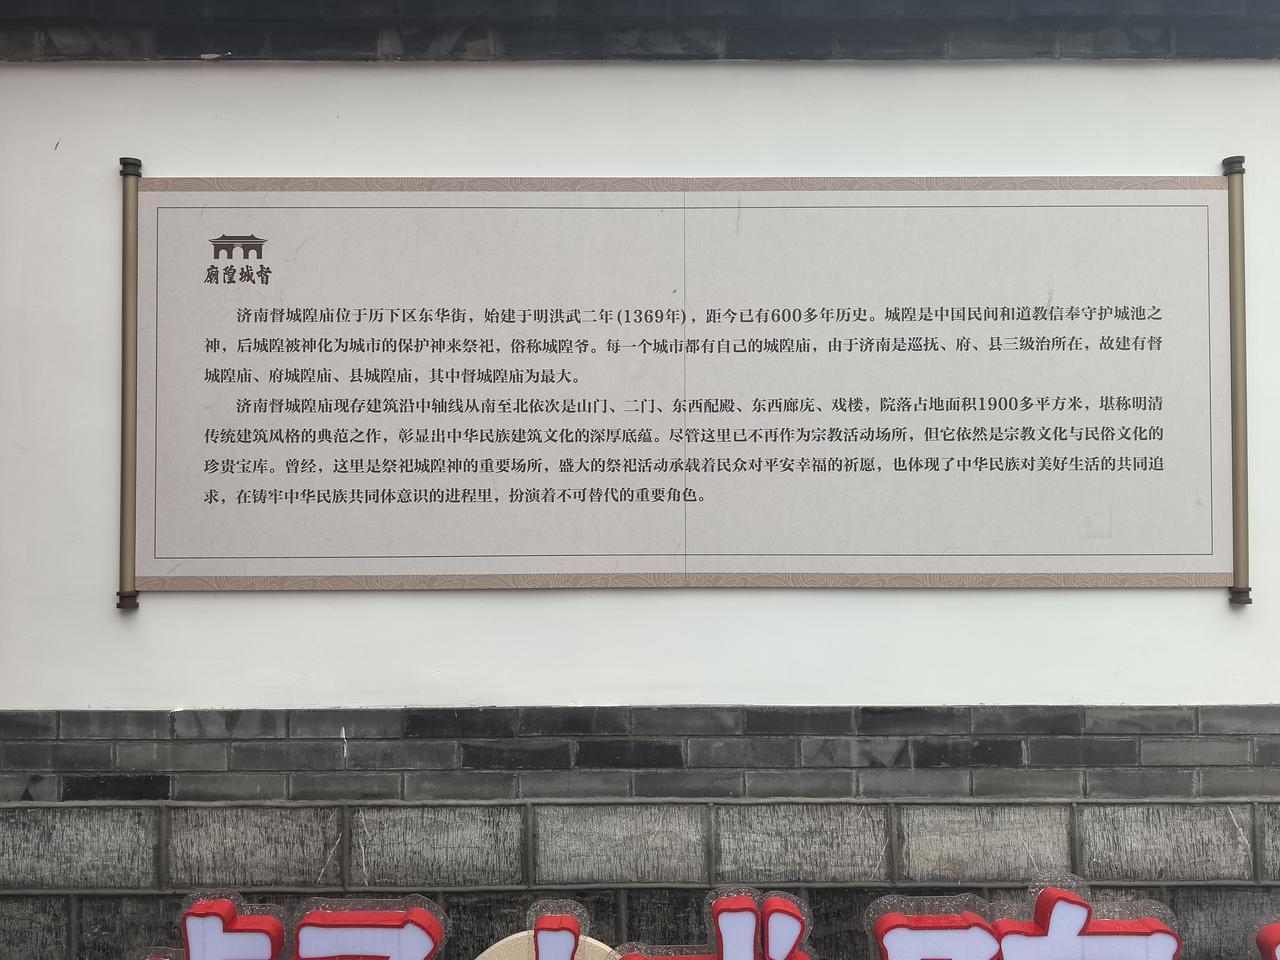 廟隍城督
济南督城隍庙位于历下区东华街，始建于明洪武二年(1369年)，距今已有600多年历史。城隍是中国民间和道教信奉守护城池之
神，后城隍被神化为城市的保护神来祭祀，俗称城隍爷。每一个城市都有自己的城隍庙，由于济南是巡抚、府、县三级治所在，故建有督
城隍庙、府城隍庙、县城隍庙，其中督城隍庙为最大。
济南督城隍庙现存建筑沿中轴线从南至北依次是山门、二门、东西配殿、东西廊庑、戏楼，院落占地面积1900多平方米，堪称明清
传统建筑风格的典范之作，彰显出中华民族建筑文化的深厚底蕴。尽管这里已不再作为宗教活动场所，但它依然是宗教文化与民俗文化的
珍贵宝库。曾经，这里是祭祀城隍神的重要场所，盛大的祭祀活动承载着民众对平安幸福的祈愿，也体现了中华民族对美好生活的共同追
求，在铸牢中华民族共同体意识的进程里，扮演着不可替代的重要角色。